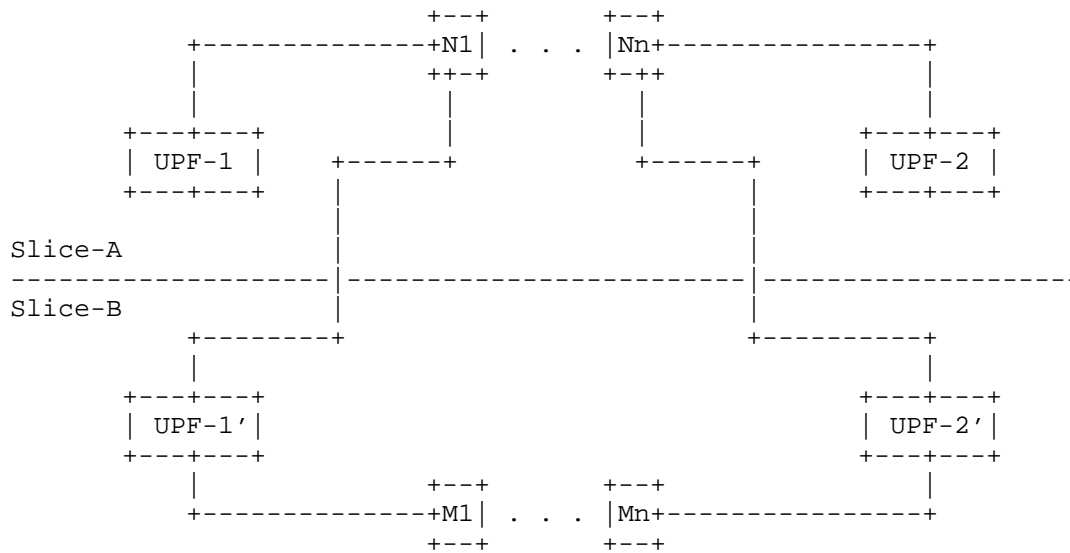 N1 . . . Nn
UPF-1 UPF-2
Slice-A
Slice-B
UPF-1' UPF-2'
M1 . . . Mn